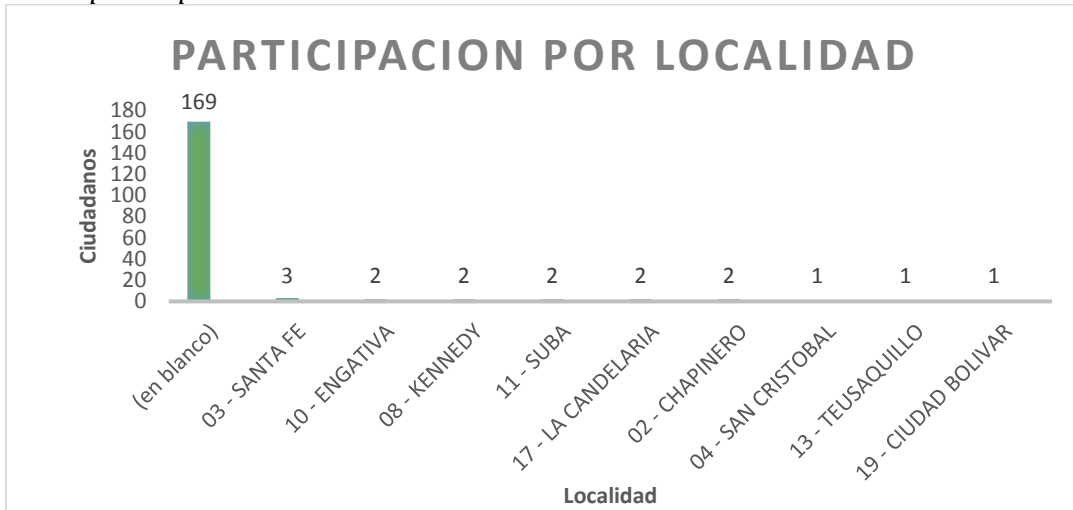 PARTICIPACION POR LOCALIDAD
169
180
160
140
120
100
80
60
40
20
0
Ciudadanos
3
2
2
2
2
2
1
1
1
(en blanco)
03 - SANTA FE
10 - ENGATIVA
08 - KENNEDY
11 - SUBA
17 - LA CANDELARIA
02 - CHAPINERO
04 - SAN CRISTOBAL
13 - TEUSAQUILLO
19 - CIUDAD BOLIVAR
Localidad